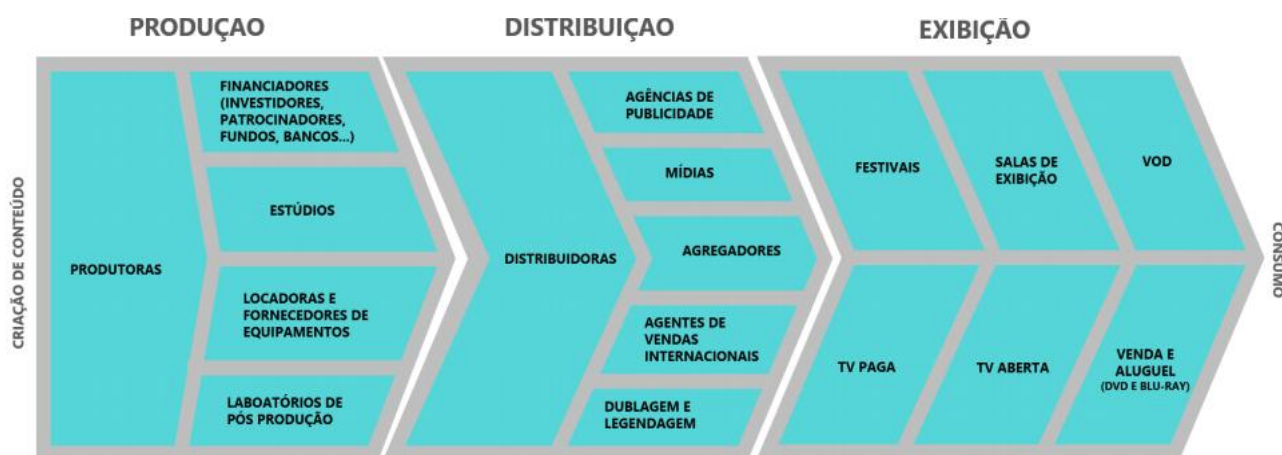 PRODUÇAO
DISTRIBUIÇAO
EXIBIÇÃO
CRIAÇÃO DE CONTEÚDO
PRODUTORAS
FINANCIADORES
(INVESTIDORES,
PATROCINADORES,
FUNDOS, BANCOS...)
ESTÚDIOS
LOCADORAS E
FORNECEDORES DE
EQUIPAMENTOS
LABOATÓRIOS DE
PÓS PRODUÇÃO
DISTRIBUIDORAS
AGÊNCIAS DE
PUBLICIDADE
MÍDIAS
AGREGADORES
AGENTES DE
VENDAS
INTERNACIONAIS
DUBLAGEM E
LEGENDAGEM
FESTIVAIS
SALAS DE
EXIBIÇÃO
VOD
TV PAGA
TV ABERTA
VENDA E
ALUGUEL
(DVD E BLU-RAY)
CONSUMO